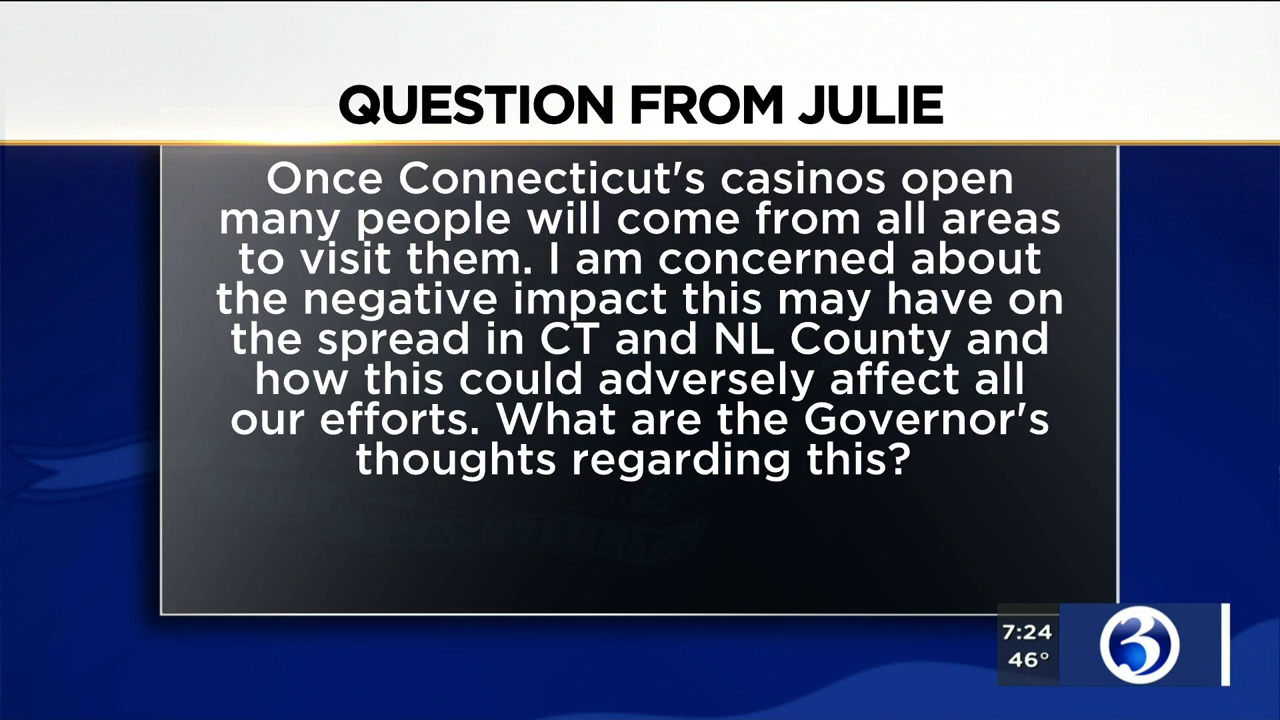 QUESTION FROM JULIE
Once Connecticut's casinos open
many people will come from all areas
to visit them. I am concerned about
the negative impact this may have on
the spread in CT and NL County and
how this could adversely affect all
our efforts. What are the Governor's
thoughts regarding this?
7:24
46°
3